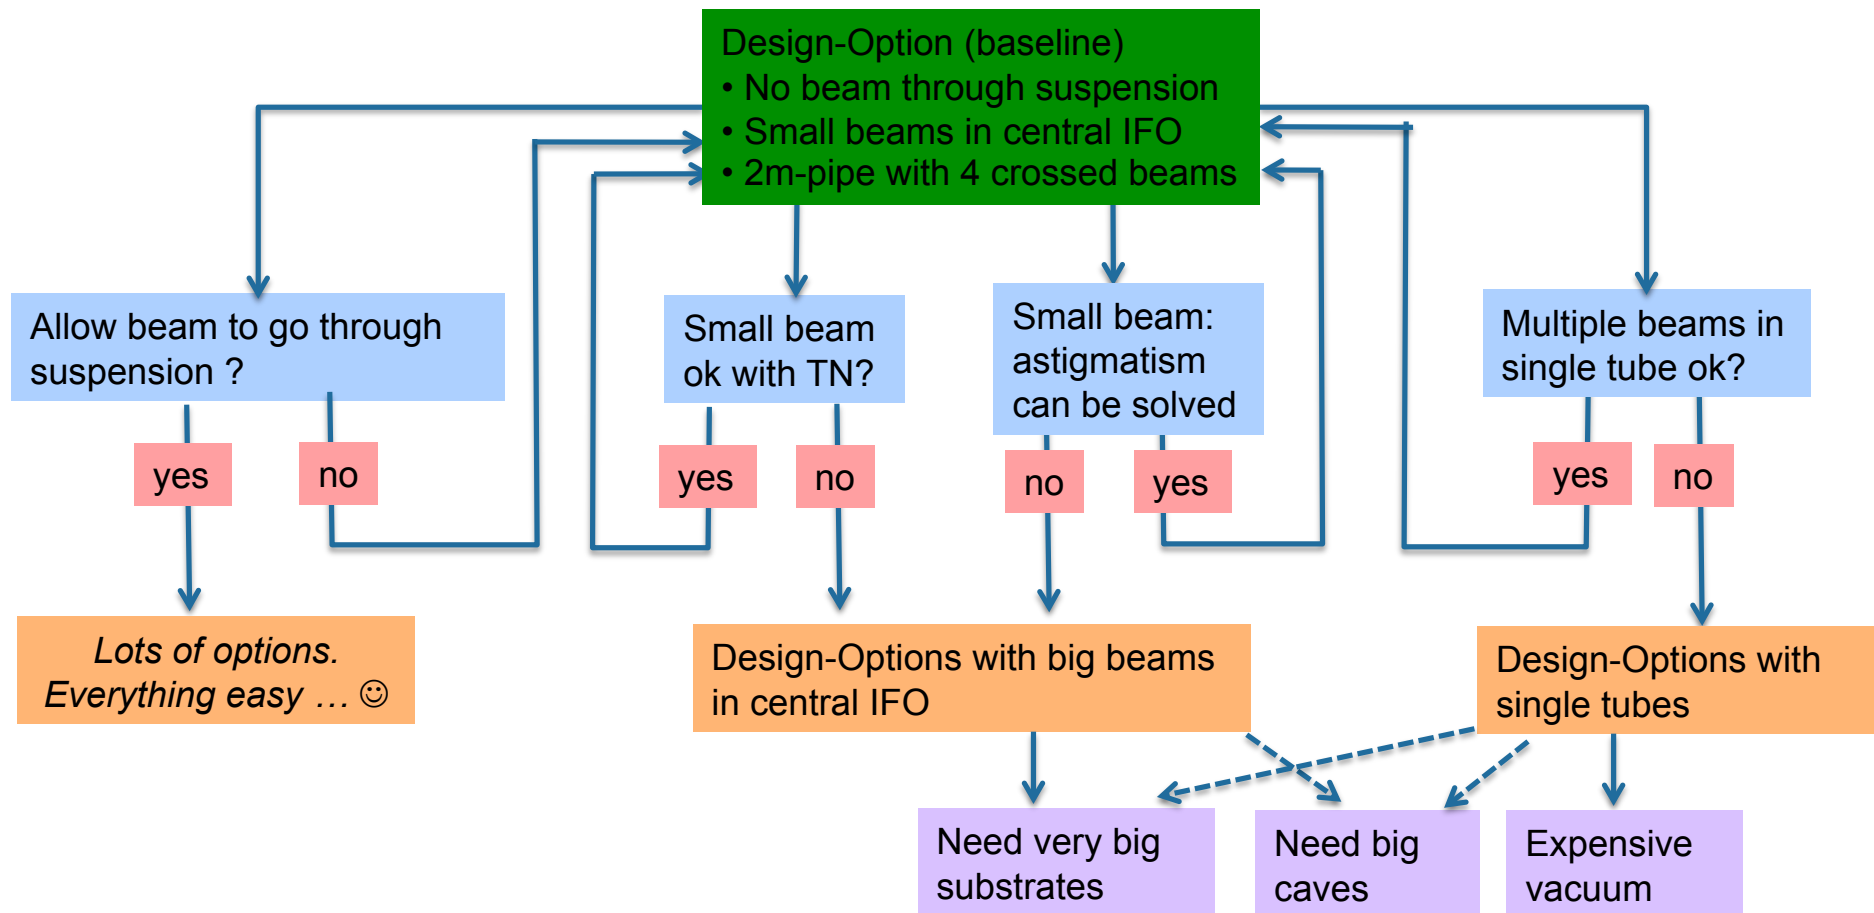 Design-Option (baseline)
• No beam through suspension
• Small beams in central IFO
• 2m-pipe with 4 crossed beams
Allow beam to go through
suspension ?
Small beam
ok with TN?
Small beam:
astigmatism
can be solved
Multiple beams in
single tube ok?
yes
no
yes
no
no
yes
yes
no
Lots of options.
Everything easy … ☺
Design-Options with big beams
in central IFO
Design-Options with
single tubes
Need very big
substrates
Need big
caves
Expensive
vacuum